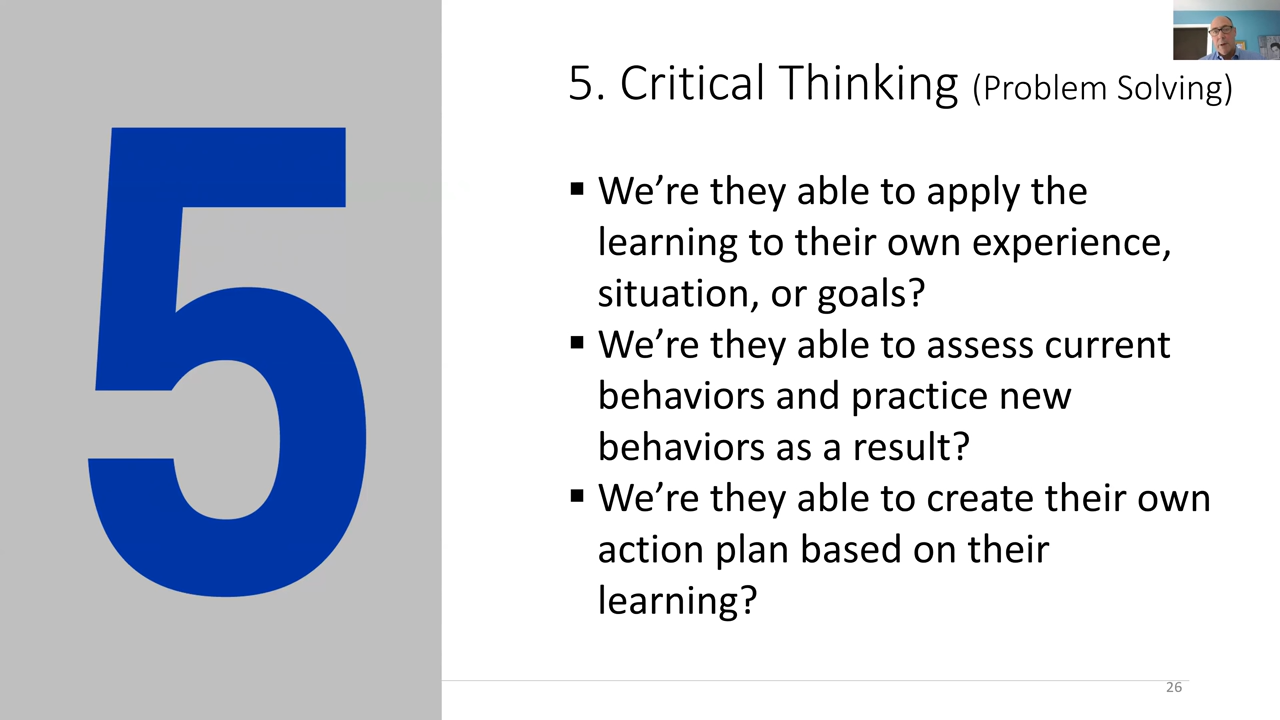 5
5. Critical Thinking (Problem Solving)
▪ We’re they able to apply the
learning to their own experience,
situation, or goals?
▪ We’re they able to assess current
behaviors and practice new
behaviors as a result?
▪ We’re they able to create their own
action plan based on their
learning?
26